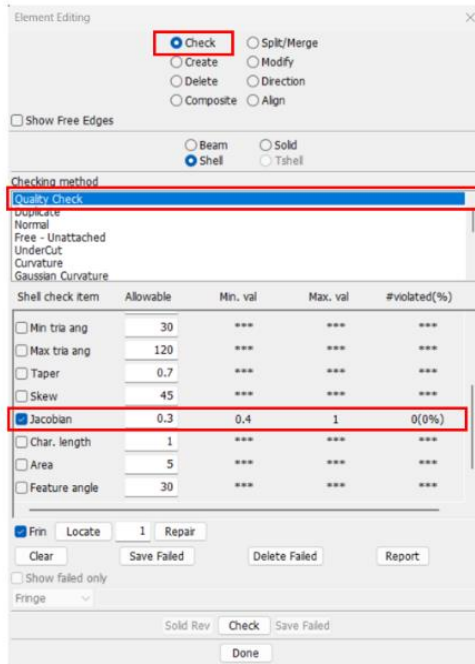 Element Editing
Check Split/Merge
Create Modify
Delete Direction
Composite Align
Show Free Edges
Beam Solid
Shell Tshell
Checking method
Quality Check
Duplicate
Normal
Free - Unattached
UnderCut
Curvature
Gaussian Curvature
Shell check item Allowable Min. val Max. val #violated(%)
Min tria ang 30 *** *** ***
Max tria ang 120 *** *** ***
Taper 0.7 *** *** ***
Skew 45 *** *** ***
Jacobian 0.3 0.4 1 0(0%)
Char. length 1 *** *** ***
Area 5 *** *** ***
Feature angle 30 *** *** ***
Frin Locate 1 Repair
Clear Save Failed Delete Failed Report
Show failed only
Fringe
Solid Rev Check Save Failed
Done